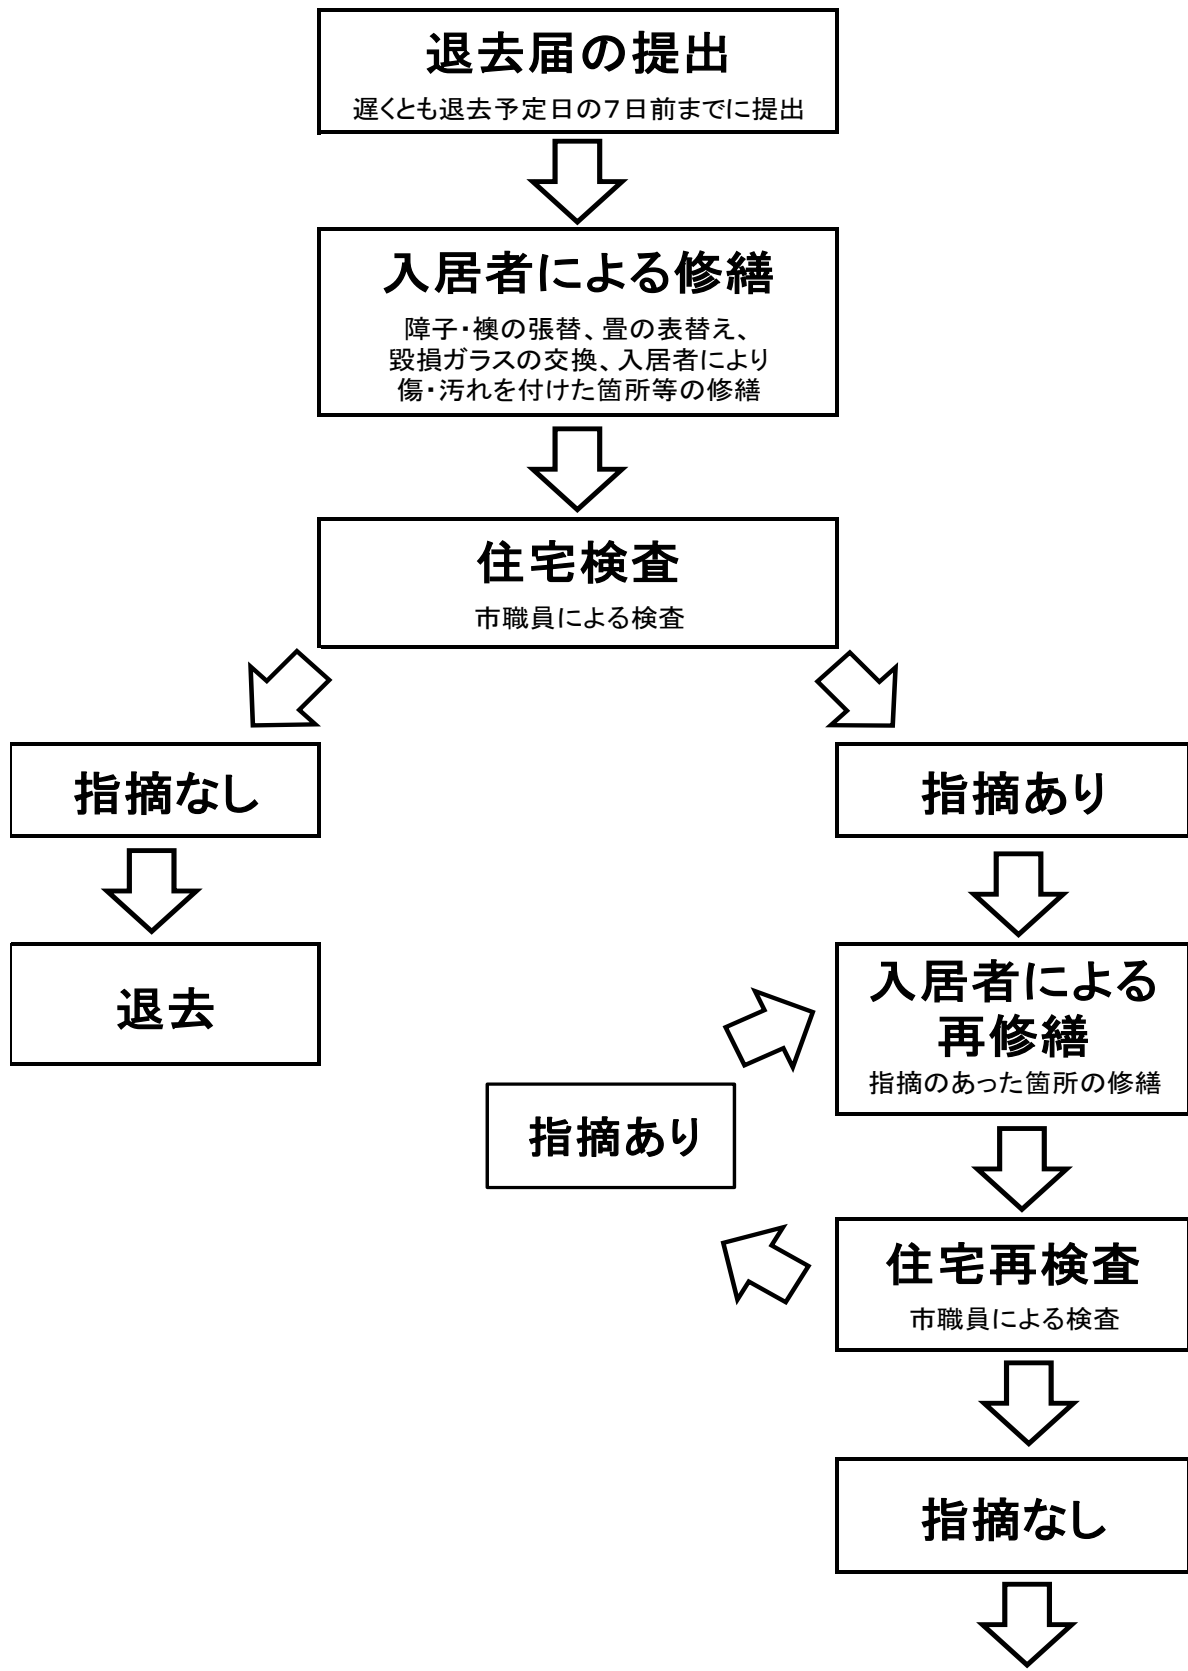 退去届の提出
遅くとも退去予定日の７日前までに提出
入居者による修繕
障子・襖の張替、畳の表替え、
毀損ガラスの交換、入居者により
傷・汚れを付けた箇所等の修繕
住宅検査
市職員による検査
指摘なし
指摘あり
退去
入居者による
再修繕
指摘のあった箇所の修繕
指摘あり
住宅再検査
市職員による検査
指摘なし